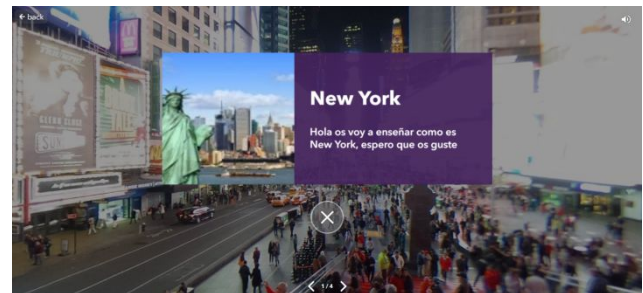 back
New York
Hola os voy a enseñar como es
New York, espero que os guste
1/4